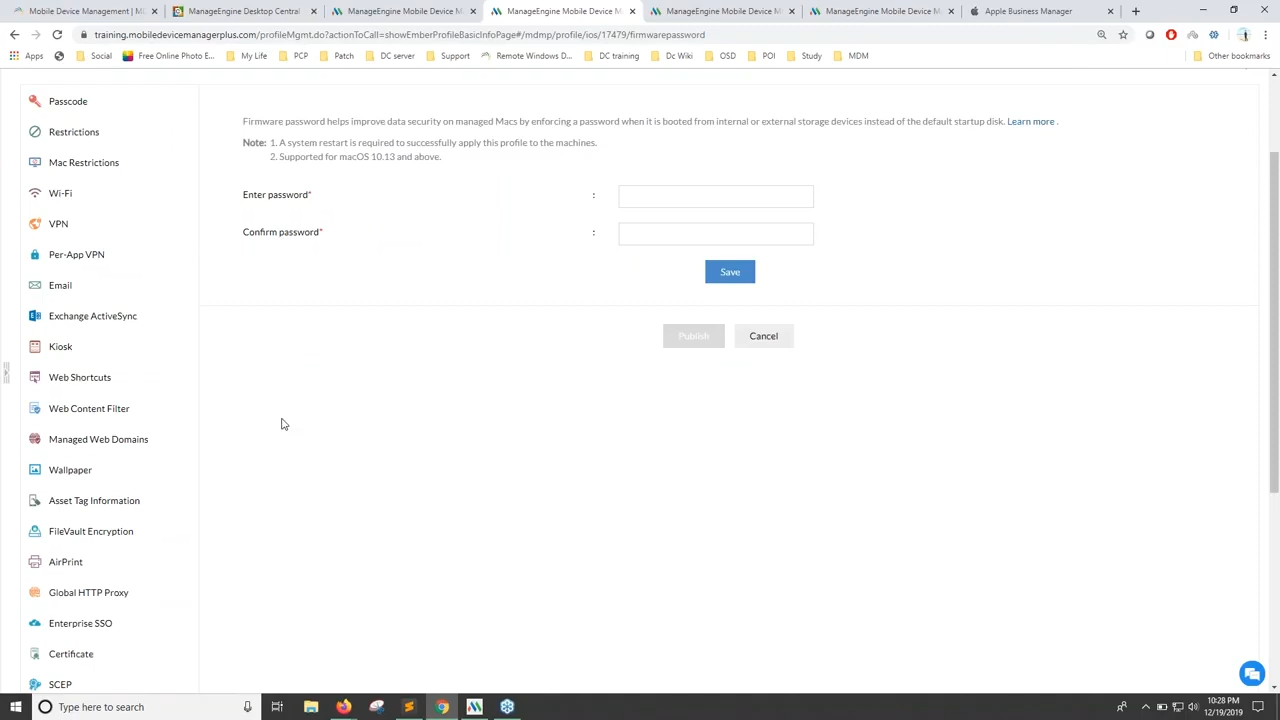 Mobile Device Management | M
ManageEngine Desktop Central
ManageEngine Mobile Device M
ManageEngine Mobile Device M
ManageEngine Mobile Device M
ManageEngine Mobile Device M
Apple Business Manager
training.mobiledevicemanagerplus.com/profileMgmt.do?actionToCall=showEmberProfileBasicInfoPage#/mdmp/profile/ios/17479/firmwarepassword
Apps
Social
Free Online Photo E...
My Life
PCP
Patch
DC server
Support
Remote Windows D...
DC training
Dc Wiki
OSD
POI
Study
MDM
Other bookmarks
Passcode
Restrictions
Mac Restrictions
Wi-Fi
VPN
Per-App VPN
Email
Exchange ActiveSync
Kiosk
Web Shortcuts
Web Content Filter
Managed Web Domains
Wallpaper
Asset Tag Information
FileVault Encryption
AirPrint
Global HTTP Proxy
Enterprise SSO
Certificate
SCEP
Firmware password helps improve data security on managed Macs by enforcing a password when it is booted from internal or external storage devices instead of the default startup disk. Learn more .
Note: 1. A system restart is required to successfully apply this profile to the machines.
2. Supported for macOS 10.13 and above.
Enter password* :
Confirm password* :
Save
Publish
Cancel
Type here to search
10:28 PM
12/19/2019